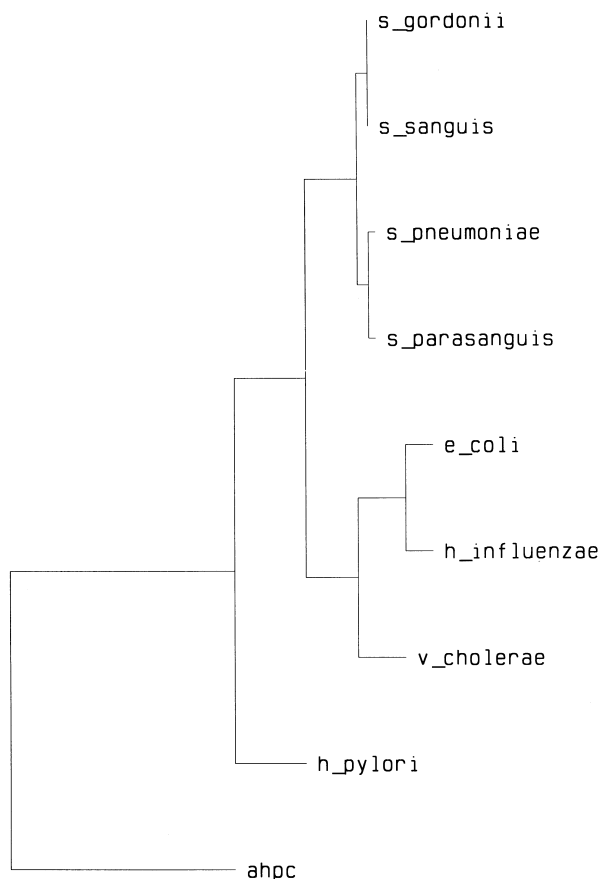 s_gordonii
s_sanguis
s_pneumoniae
s_parasanguis
e_coli
h_influenzae
v_cholerae
h_pylori
ahpc